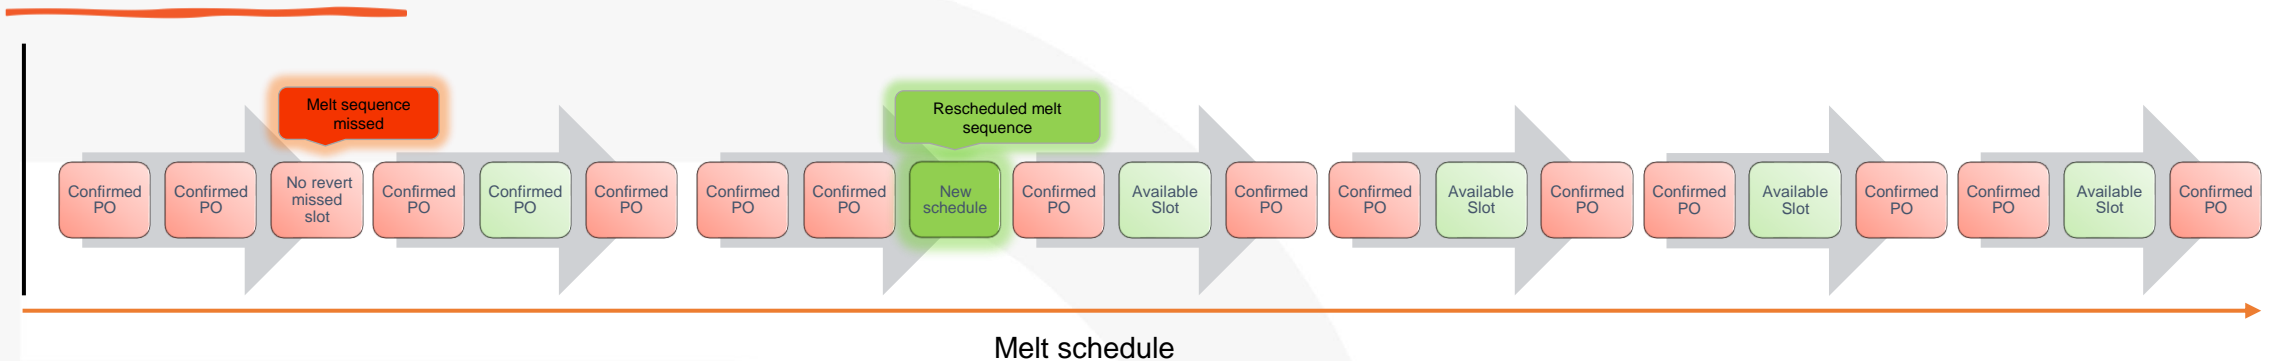 Melt sequence
missed
Rescheduled melt
sequence
Confirmed
PO
Confirmed
PO
No revert
missed
slot
Confirmed
PO
Confirmed
PO
Confirmed
PO
Confirmed
PO
Confirmed
PO
New
schedule
Confirmed
PO
Available
Slot
Confirmed
PO
Confirmed
PO
Available
Slot
Confirmed
PO
Confirmed
PO
Available
Slot
Confirmed
PO
Confirmed
PO
Available
Slot
Confirmed
PO
Melt schedule